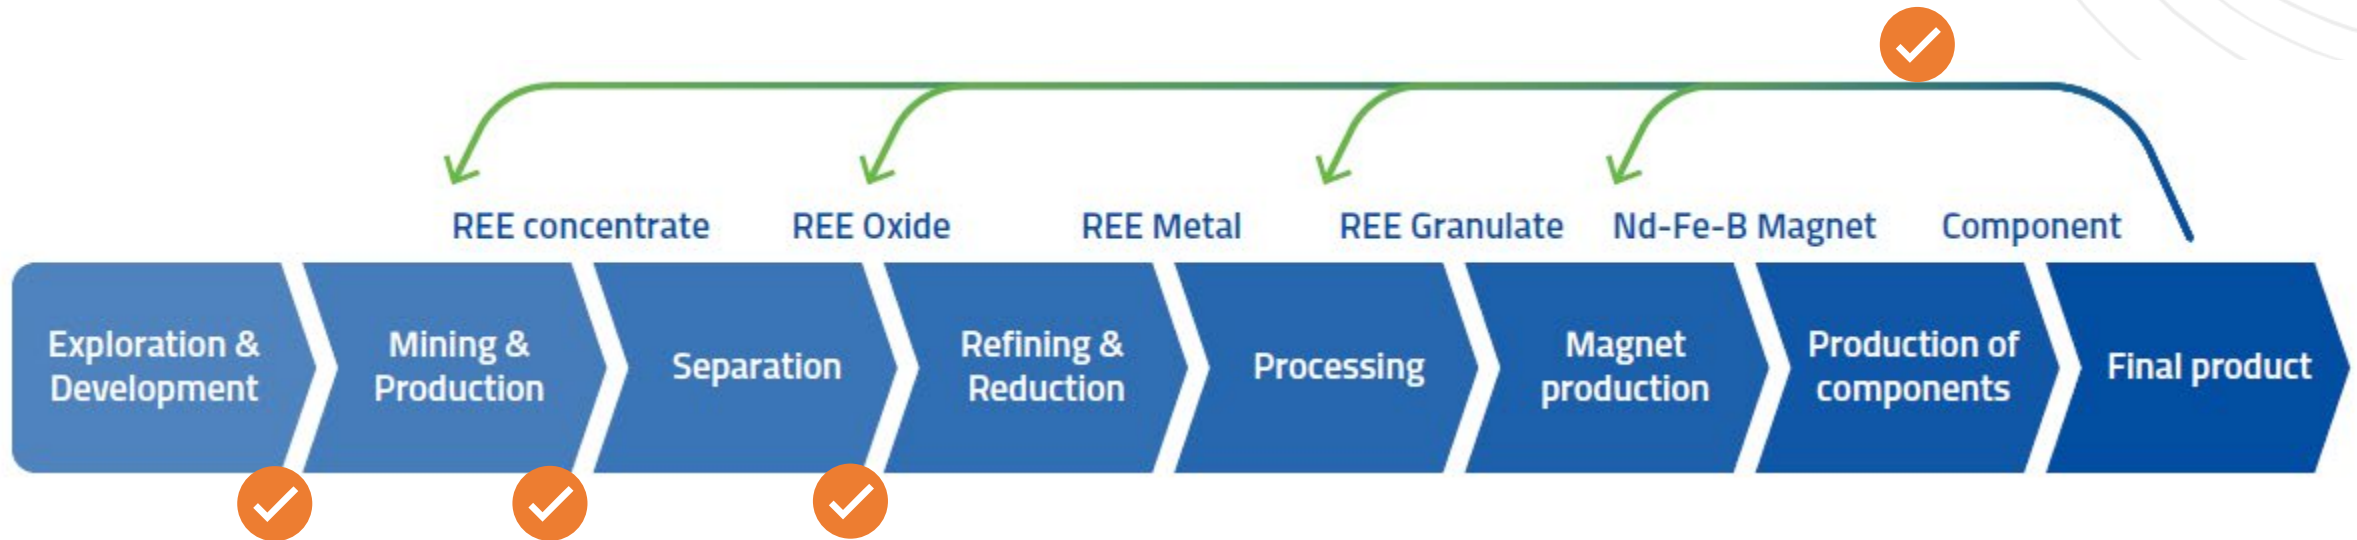 REE concentrate
REE Oxide
REE Metal
REE Granulate
Nd-Fe-B Magnet
Component
Exploration &
Development
Mining &
Production
Separation
Refining &
Reduction
Processing
Magnet
production
Production of
components
Final product